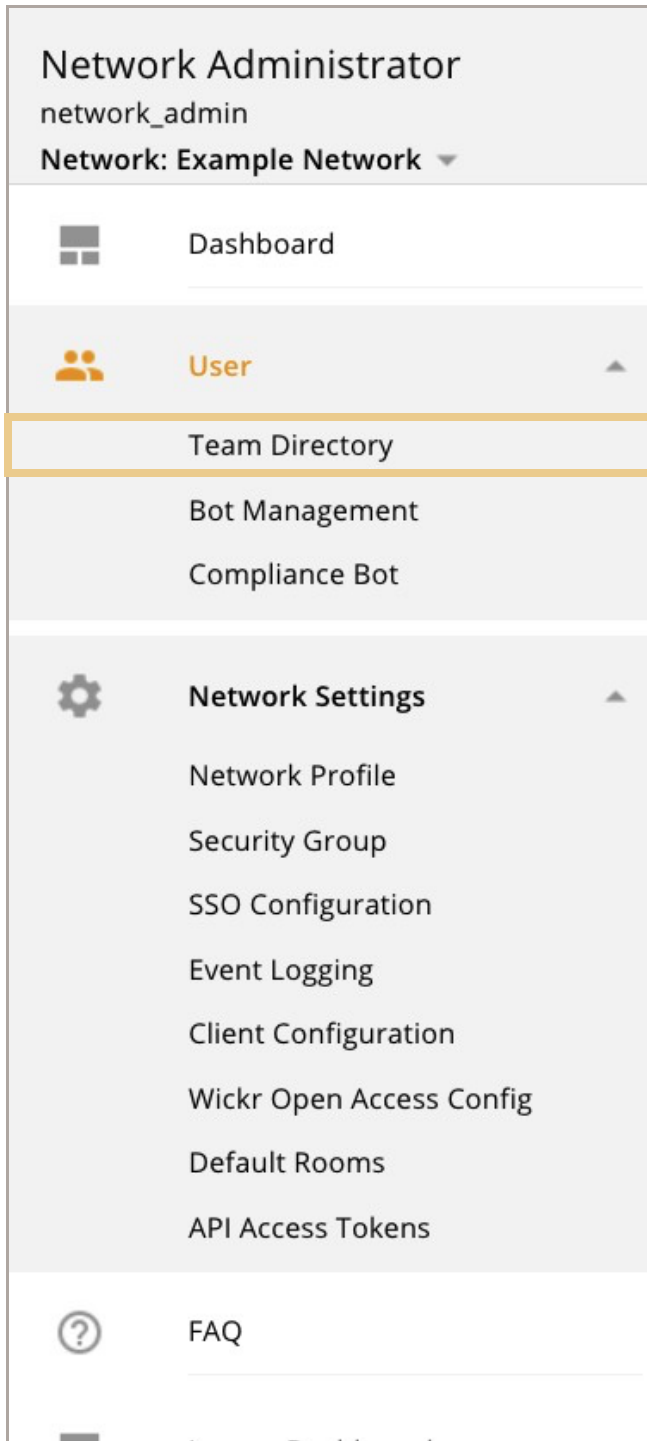 Network Administrator
network_admin
Network: Example Network
Dashboard
User
Team Directory
Bot Management
Compliance Bot
Network Settings
Network Profile
Security Group
SSO Configuration
Event Logging
Client Configuration
Wickr Open Access Config
Default Rooms
API Access Tokens
FAQ